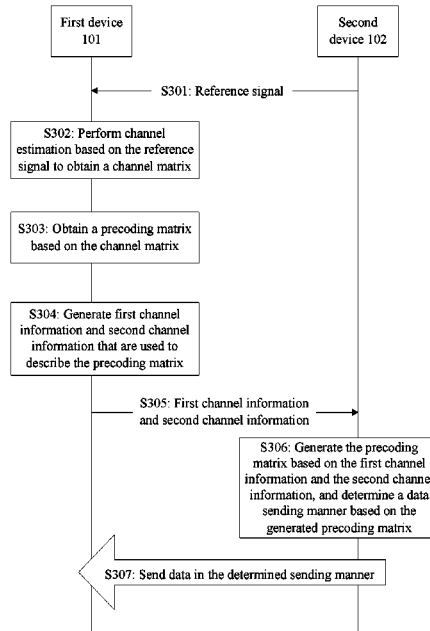 First device
101
Second
device 102
S301: Reference signal
S302: Perform channel
estimation based on the reference
signal to obtain a channel matrix
S303: Obtain a precoding matrix
based on the channel matrix
S304: Generate first channel
information and second channel
information that are used to
describe the precoding matrix
S305: First channel information
and second channel information
S306: Generate the precoding
matrix based on the first channel
information and the second channel
information, and determine a data
sending manner based on the
generated precoding matrix
S307: Send data in the determined sending manner